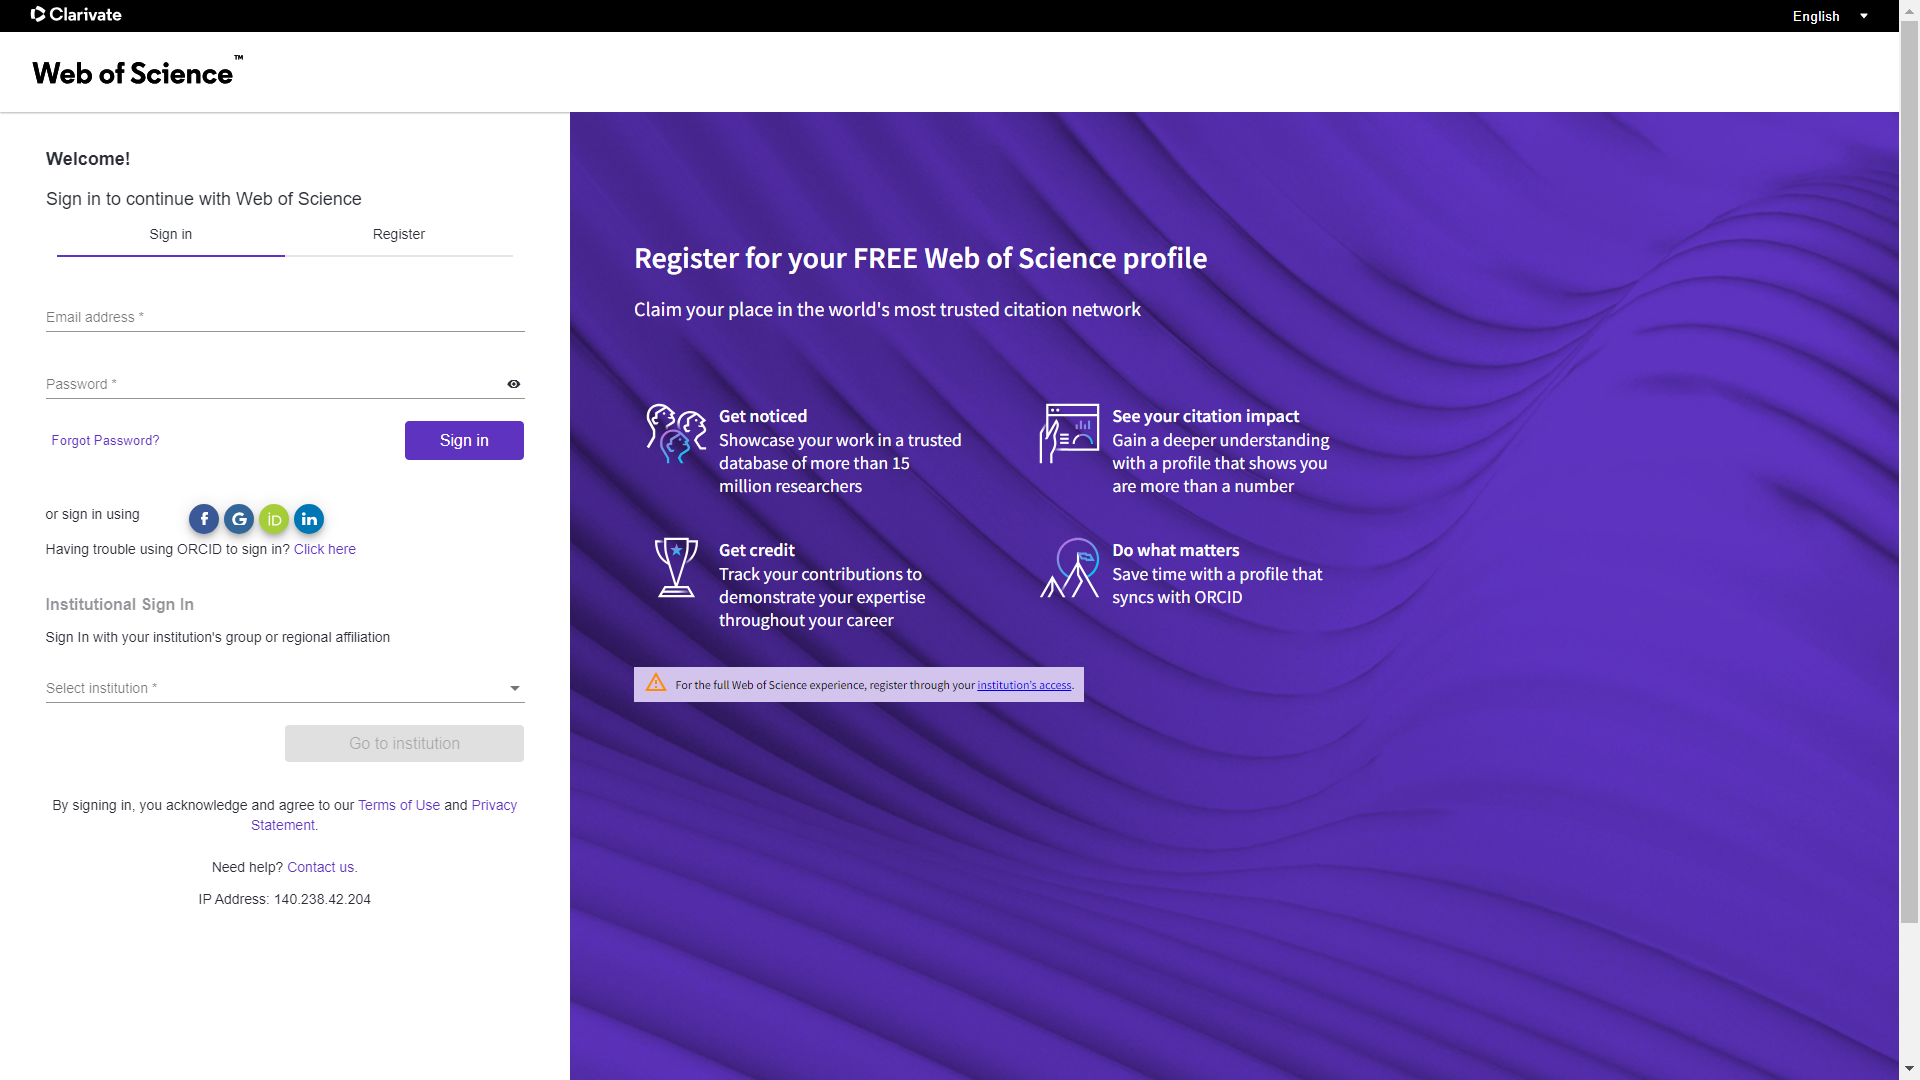 Clarivate
English
Web of Science™
Welcome!
Sign in to continue with Web of Science
Sign in
Register
Email address *
Password *
Forgot Password?
Sign in
or sign in using
f
G
iD
in
Having trouble using ORCID to sign in? Click here
Institutional Sign In
Sign In with your institution's group or regional affiliation
Select institution *
Go to institution
By signing in, you acknowledge and agree to our Terms of Use and Privacy
Statement.
Need help? Contact us.
IP Address: 140.238.42.204
Register for your FREE Web of Science profile
Claim your place in the world's most trusted citation network
Get noticed
Showcase your work in a trusted
database of more than 15
million researchers
See your citation impact
Gain a deeper understanding
with a profile that shows you
are more than a number
Get credit
Track your contributions to
demonstrate your expertise
throughout your career
Do what matters
Save time with a profile that
syncs with ORCID
For the full Web of Science experience, register through your institution's access.